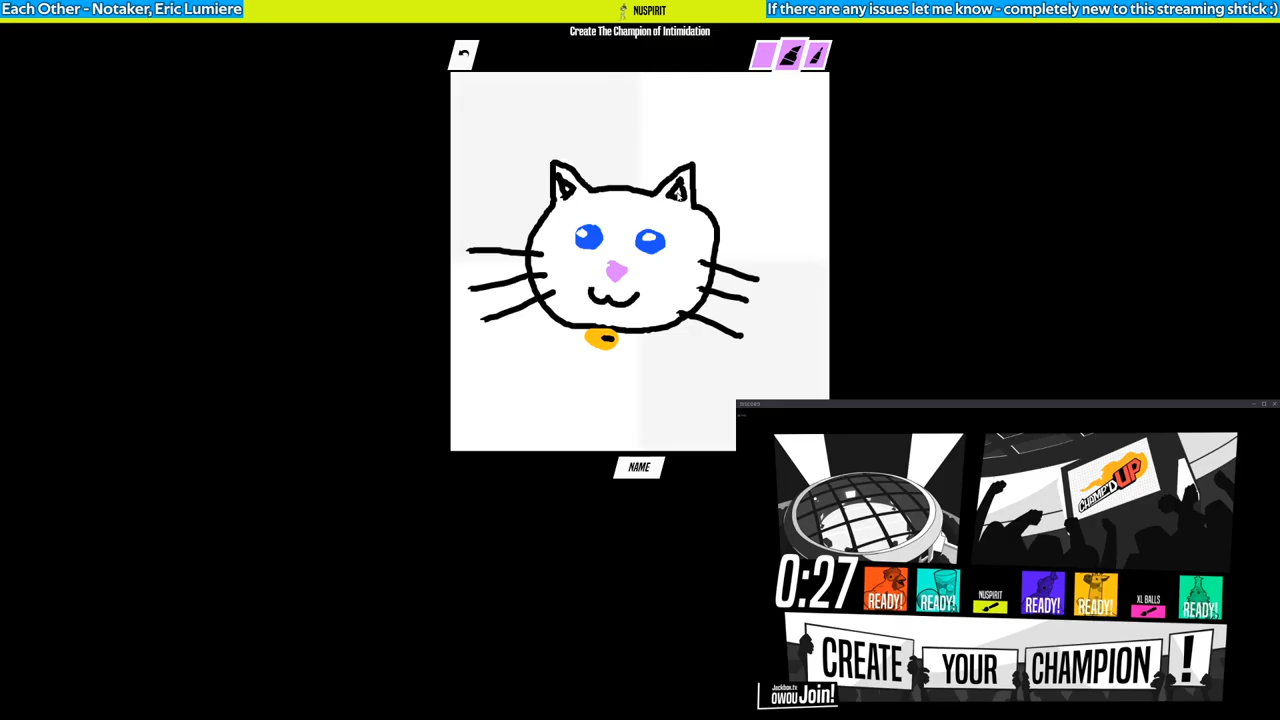 Each Other - Notaker, Eric Lumiere
NUSPIRIT
If there are any issues let me know - completely new to this streaming shtick :)
Create The Champion of Intimidation
NAME
CHAMP'D UP
0:27
READY!
READY!
NUSPIRIT
READY!
READY!
XL BALLS
READY!
CREATE YOUR CHAMPION !
Jackbox.tv
OWOU Join!